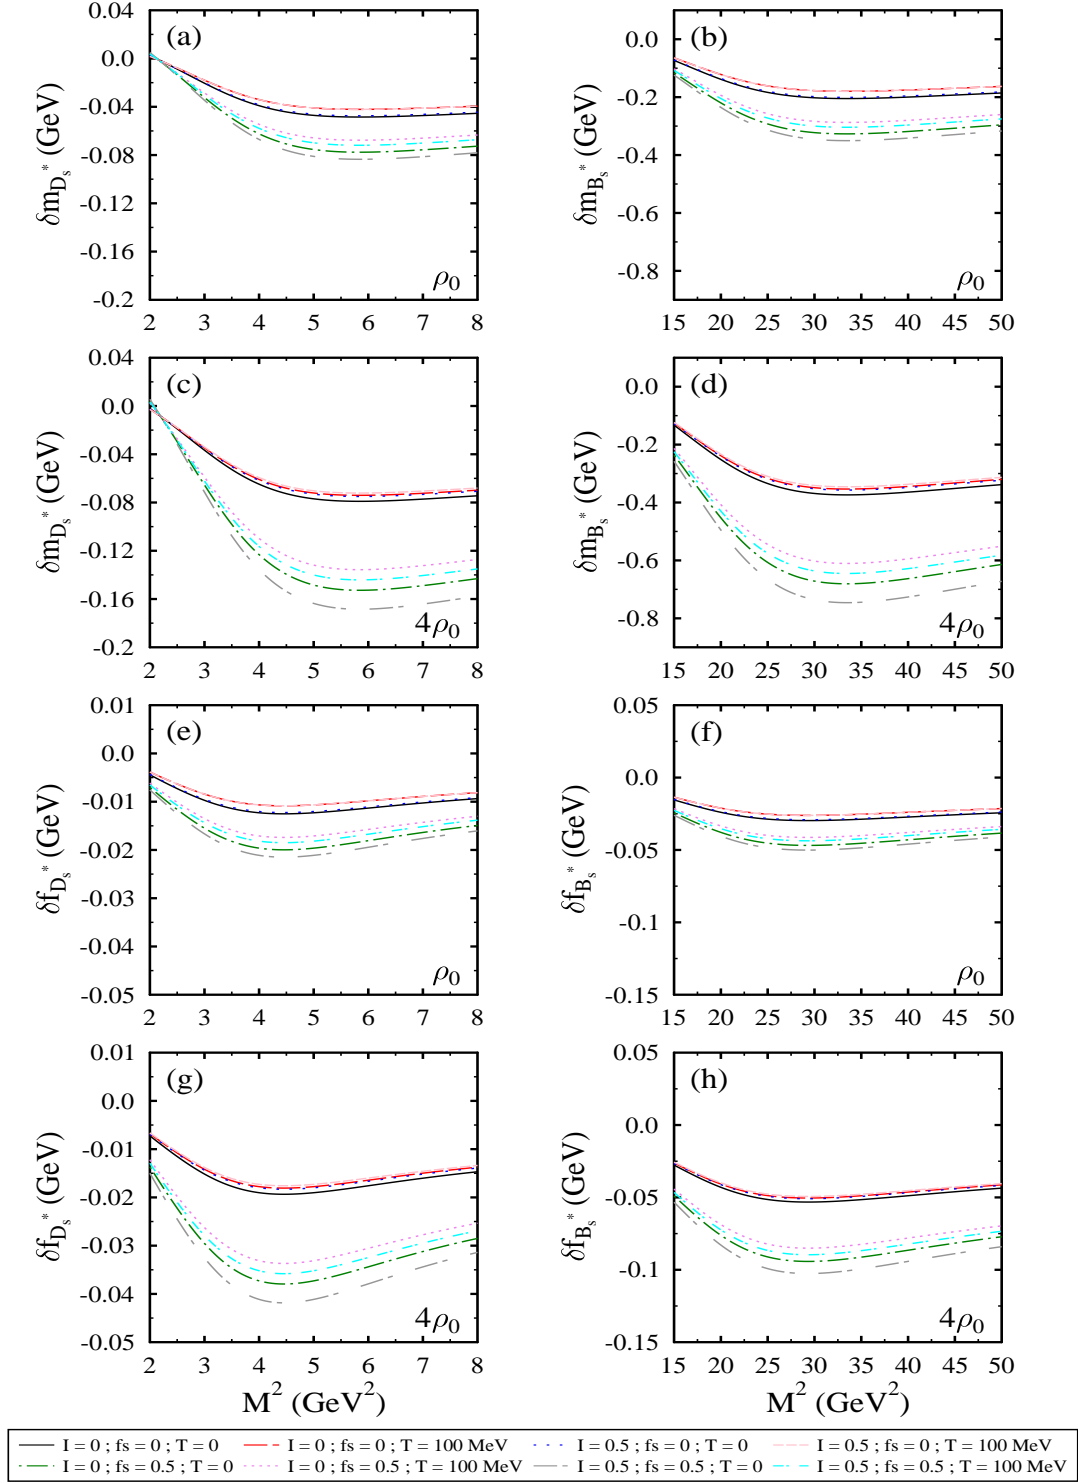 0.04
0.0
-0.04
-0.08
-0.12
-0.16
-0.2
δm_{D_s^*} (GeV)
(a)
ρ_0
2 3 4 5 6 7 8
0.0
-0.2
-0.4
-0.6
-0.8
δm_{B_s^*} (GeV)
(b)
ρ_0
15 20 25 30 35 40 45 50
0.04
0.0
-0.04
-0.08
-0.12
-0.16
-0.2
δm_{D_s^*} (GeV)
(c)
4ρ_0
2 3 4 5 6 7 8
0.0
-0.2
-0.4
-0.6
-0.8
δm_{B_s^*} (GeV)
(d)
4ρ_0
15 20 25 30 35 40 45 50
0.01
0.0
-0.01
-0.02
-0.03
-0.04
-0.05
δf_{D_s^*} (GeV)
(e)
ρ_0
2 3 4 5 6 7 8
0.05
0.0
-0.05
-0.1
-0.15
δf_{B_s^*} (GeV)
(f)
ρ_0
15 20 25 30 35 40 45 50
0.01
0.0
-0.01
-0.02
-0.03
-0.04
-0.05
δf_{D_s^*} (GeV)
(g)
4ρ_0
2 3 4 5 6 7 8
M^2 (GeV^2)
0.05
0.0
-0.05
-0.1
-0.15
δf_{B_s^*} (GeV)
(h)
4ρ_0
15 20 25 30 35 40 45 50
M^2 (GeV^2)
I = 0 ; fs = 0 ; T = 0 I = 0 ; fs = 0 ; T = 100 MeV I = 0.5 ; fs = 0 ; T = 0 I = 0.5 ; fs = 0 ; T = 100 MeV
I = 0 ; fs = 0.5 ; T = 0 I = 0 ; fs = 0.5 ; T = 100 MeV I = 0.5 ; fs = 0.5 ; T = 0 I = 0.5 ; fs = 0.5 ; T = 100 MeV